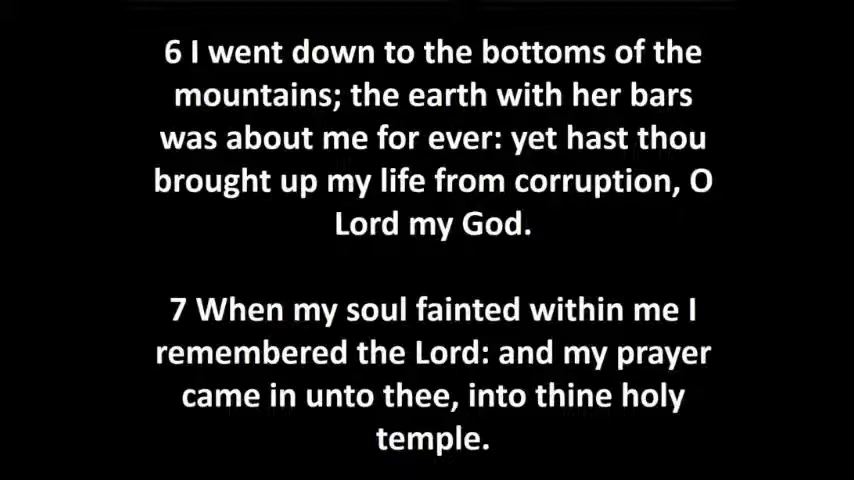 6 I went down to the bottoms of the
mountains; the earth with her bars
was about me for ever: yet hast thou
brought up my life from corruption, O
Lord my God.
7 When my soul fainted within me I
remembered the Lord: and my prayer
came in unto thee, into thine holy
temple.